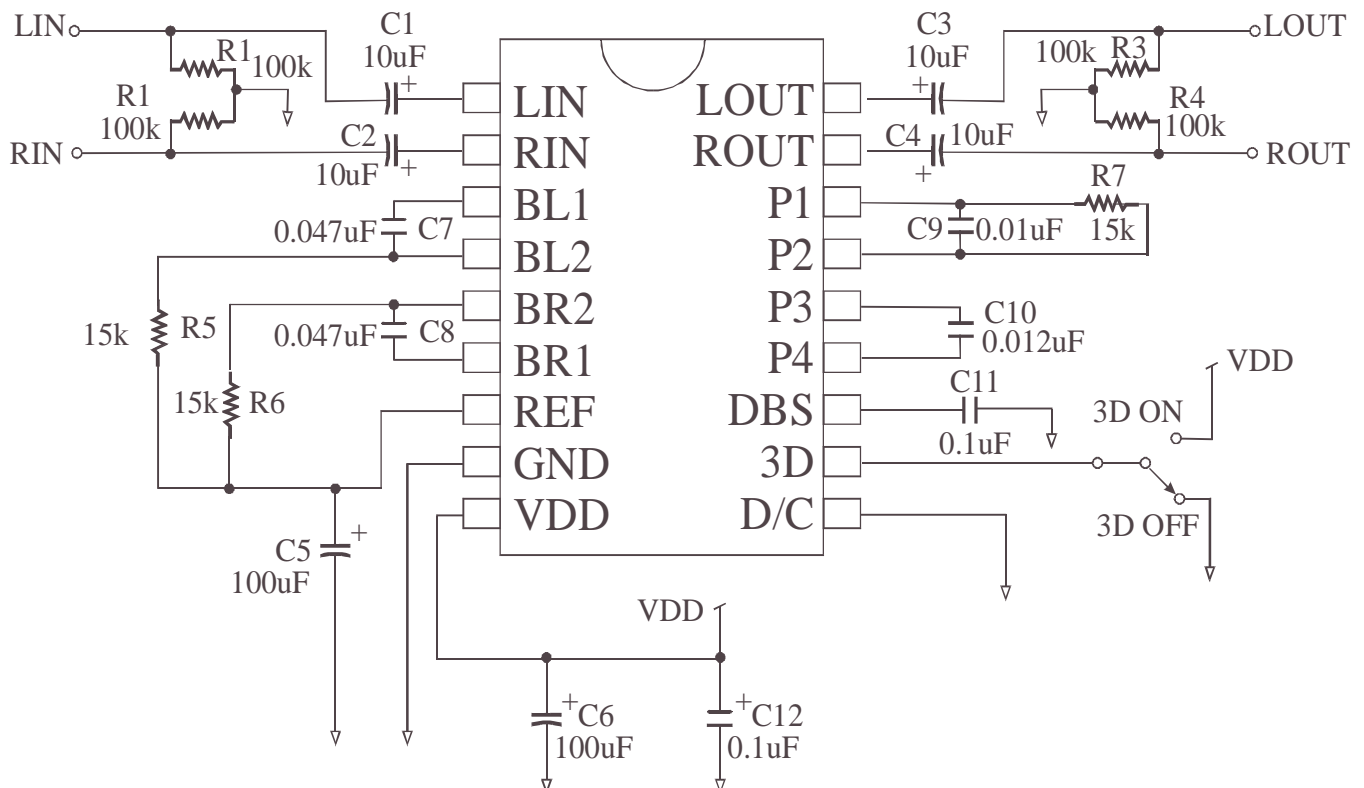 LIN
C1
10uF
+
R1
100k
R1
100k
RIN
C2
10uF
+
0.047uF
C7
15k
R5
0.047uF
C8
15k
R6
C5
+
100uF
LIN
RIN
BL1
BL2
BR2
BR1
REF
GND
VDD
LOUT
ROUT
P1
P2
P3
P4
DBS
3D
D/C
C3
10uF
+
100k
R3
LOUT
R4
100k
C4
10uF
+
ROUT
R7
15k
C9
0.01uF
C10
0.012uF
C11
0.1uF
VDD
3D ON
3D OFF
VDD
+
C6
100uF
+
C12
0.1uF